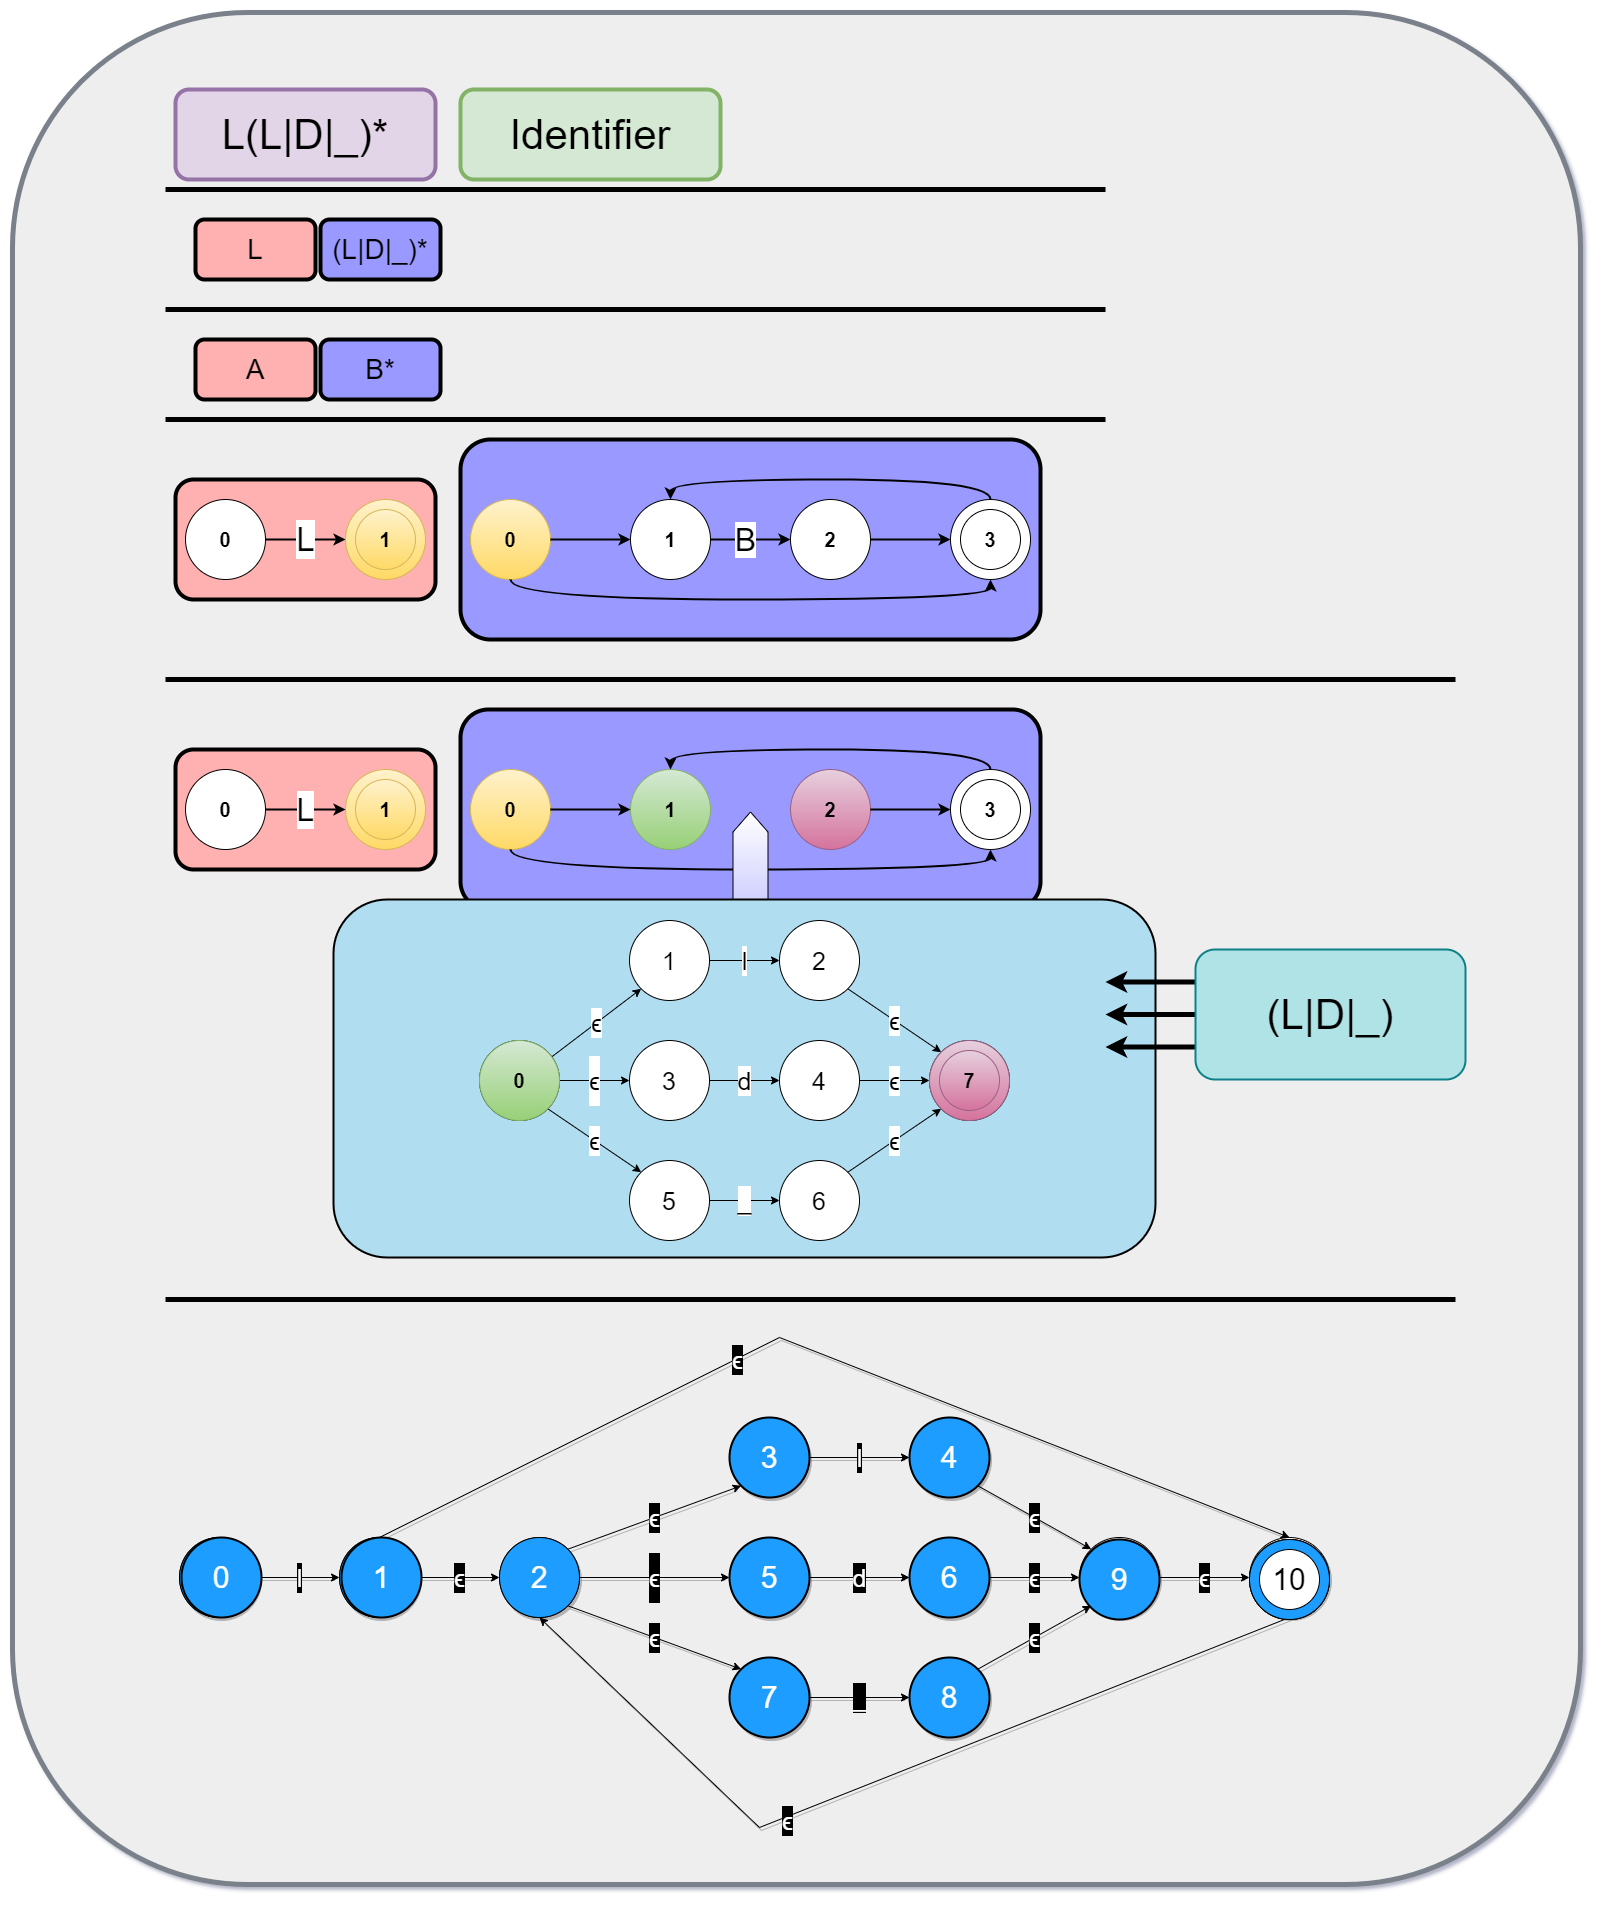 L(L|D|_)* Identifier
L (L|D|_)*
A B*
0 L 1 0 1 B 2 3
0 L 1 0 1 2 3
1 l 2
ϵ ϵ
(L|D|_)
0 ϵ 3 d 4 ϵ 7
ϵ ϵ
5 _ 6
ϵ
3 l 4
ϵ ϵ
0 l 1 ϵ 2 ϵ 5 d 6 ϵ 9 ϵ 10
ϵ ϵ
7 _ 8
ϵ